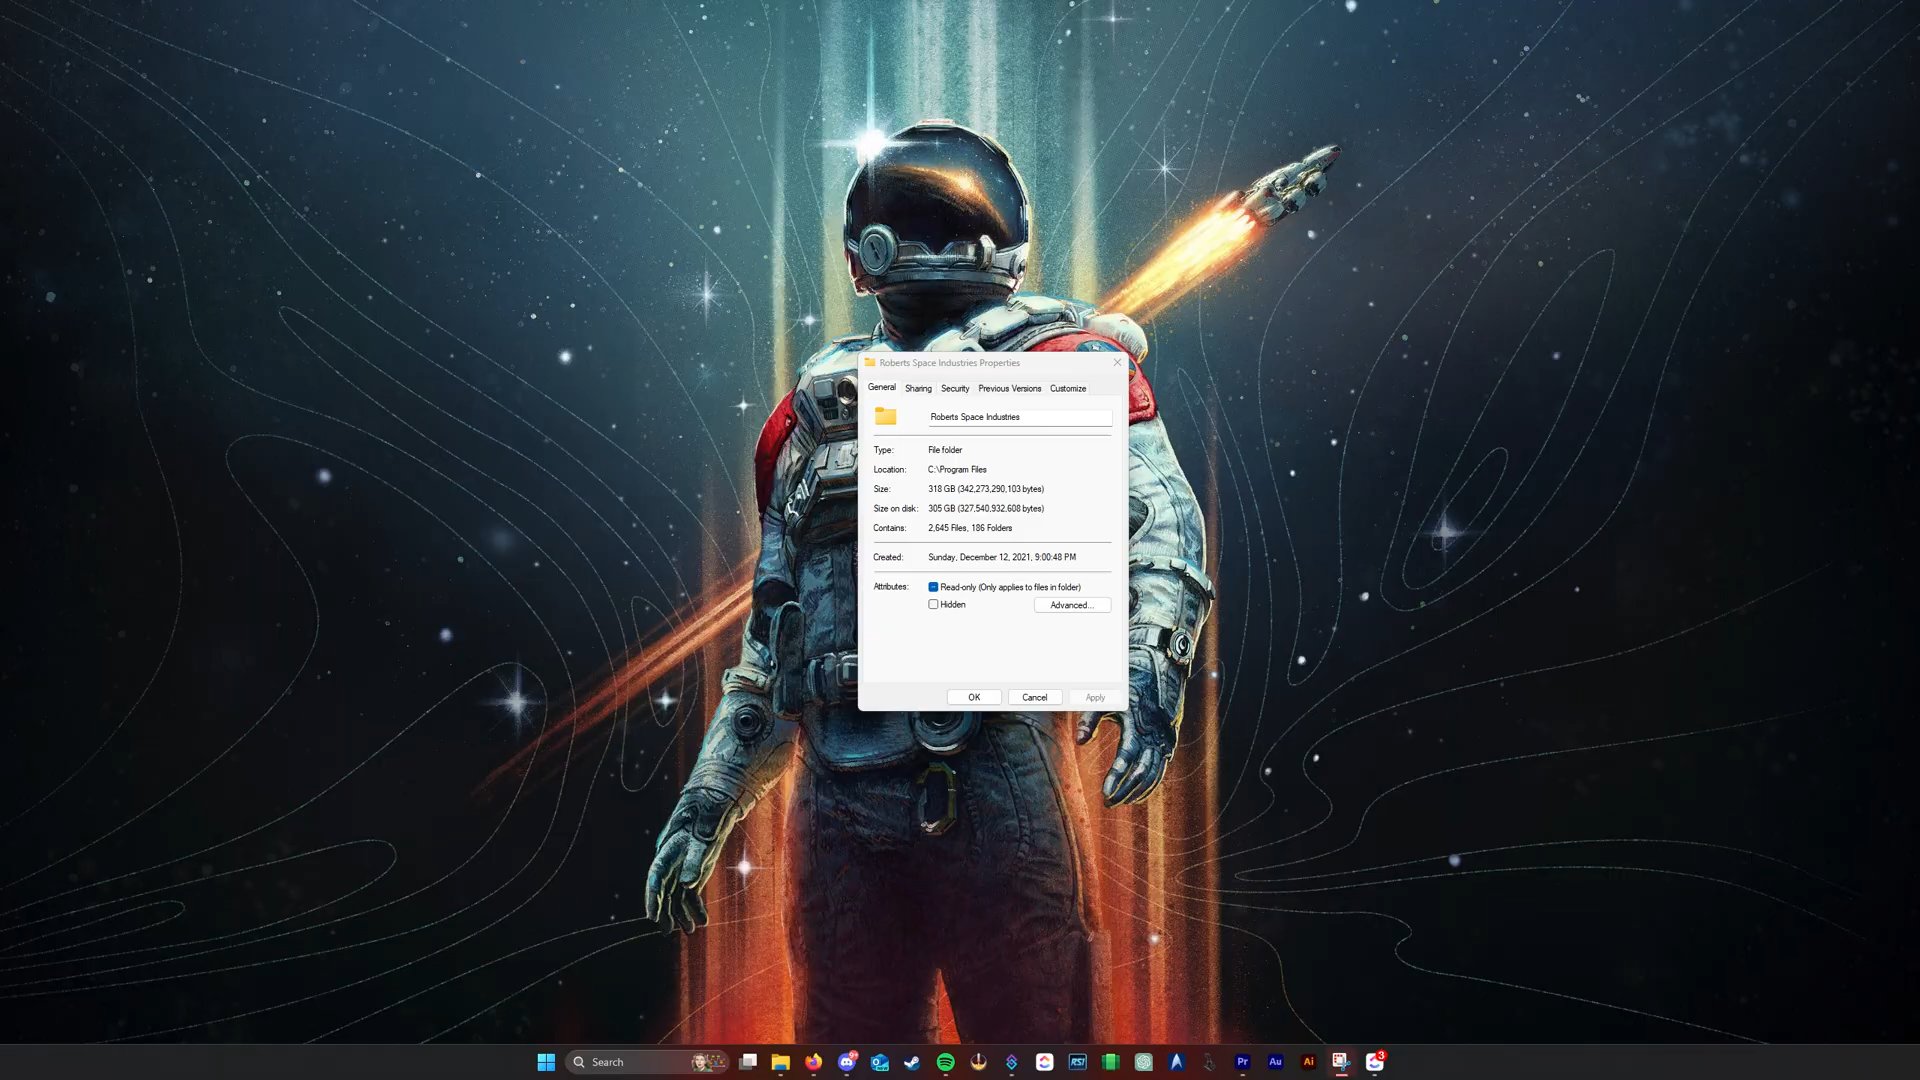 Roberts Space Industries Properties
General Sharing Security Previous Versions Customize
Roberts Space Industries
Type: File folder
Location: C:\Program Files
Size: 318 GB (342,273,290,103 bytes)
Size on disk: 305 GB (327,540,932,608 bytes)
Contains: 2,645 Files, 186 Folders
Created: Sunday, December 12, 2021, 9:00:48 PM
Attributes: Read-only (Only applies to files in folder)
Hidden Advanced...
OK Cancel Apply
Search RSI Pr Au Ai 3